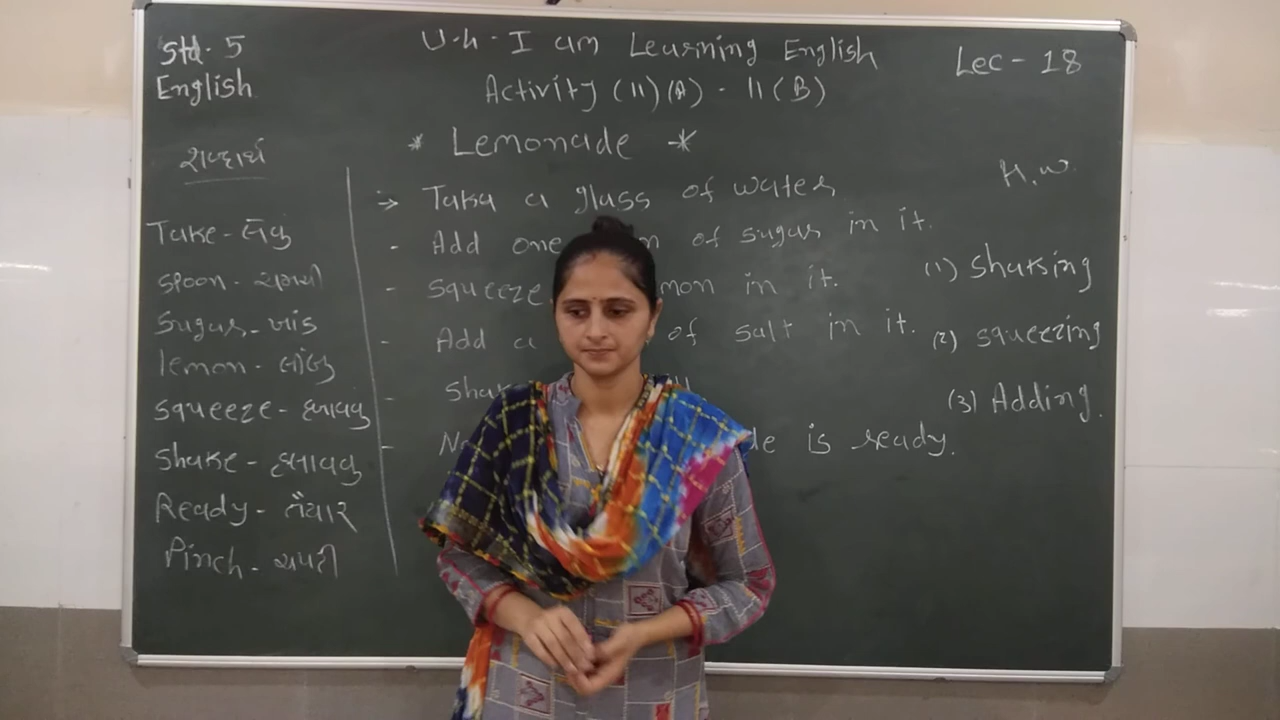 Std - 5
English
U-4 - I am Learning English
Activity (11)(A) - 11(B)
Lec - 18
* Lemonade *
શબ્દાર્થ
Take - લેવું
Spoon - ચમચી
Sugar - ખાંડ
lemon - લીંબુ
Squeeze -
Shake - હલાવવું
Ready - તૈયાર
Pinch - ચપટી
→ Take a glass of water
- Add one of sugar in it.
- Squeeze in it.
- Add a of salt in it.
-
- is ready.
H.w.
(1) Shaking
(2) squeezing
(3) Adding.